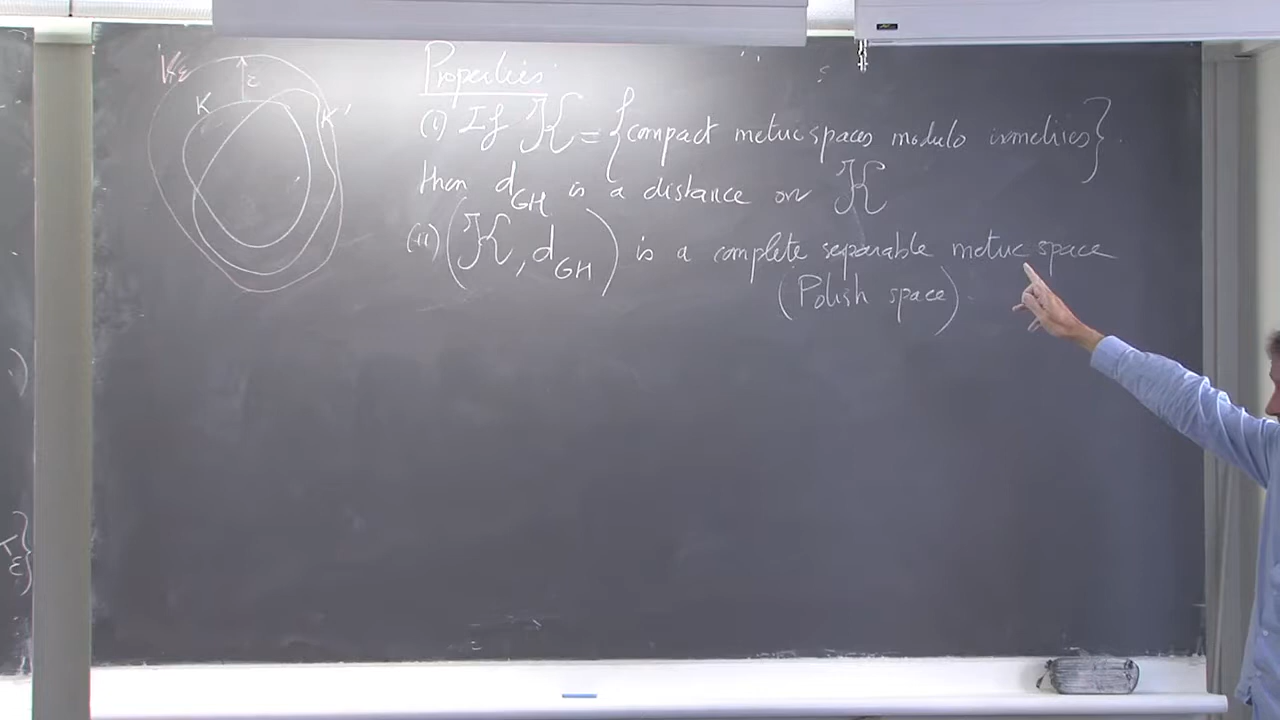 Kε
ε
K
K'
Properties
(i) If 𝒦 = {compact metric spaces modulo isometries}.
then d_GH is a distance on 𝒦
(ii) (𝒦, d_GH) is a complete separable metric space
(Polish space).